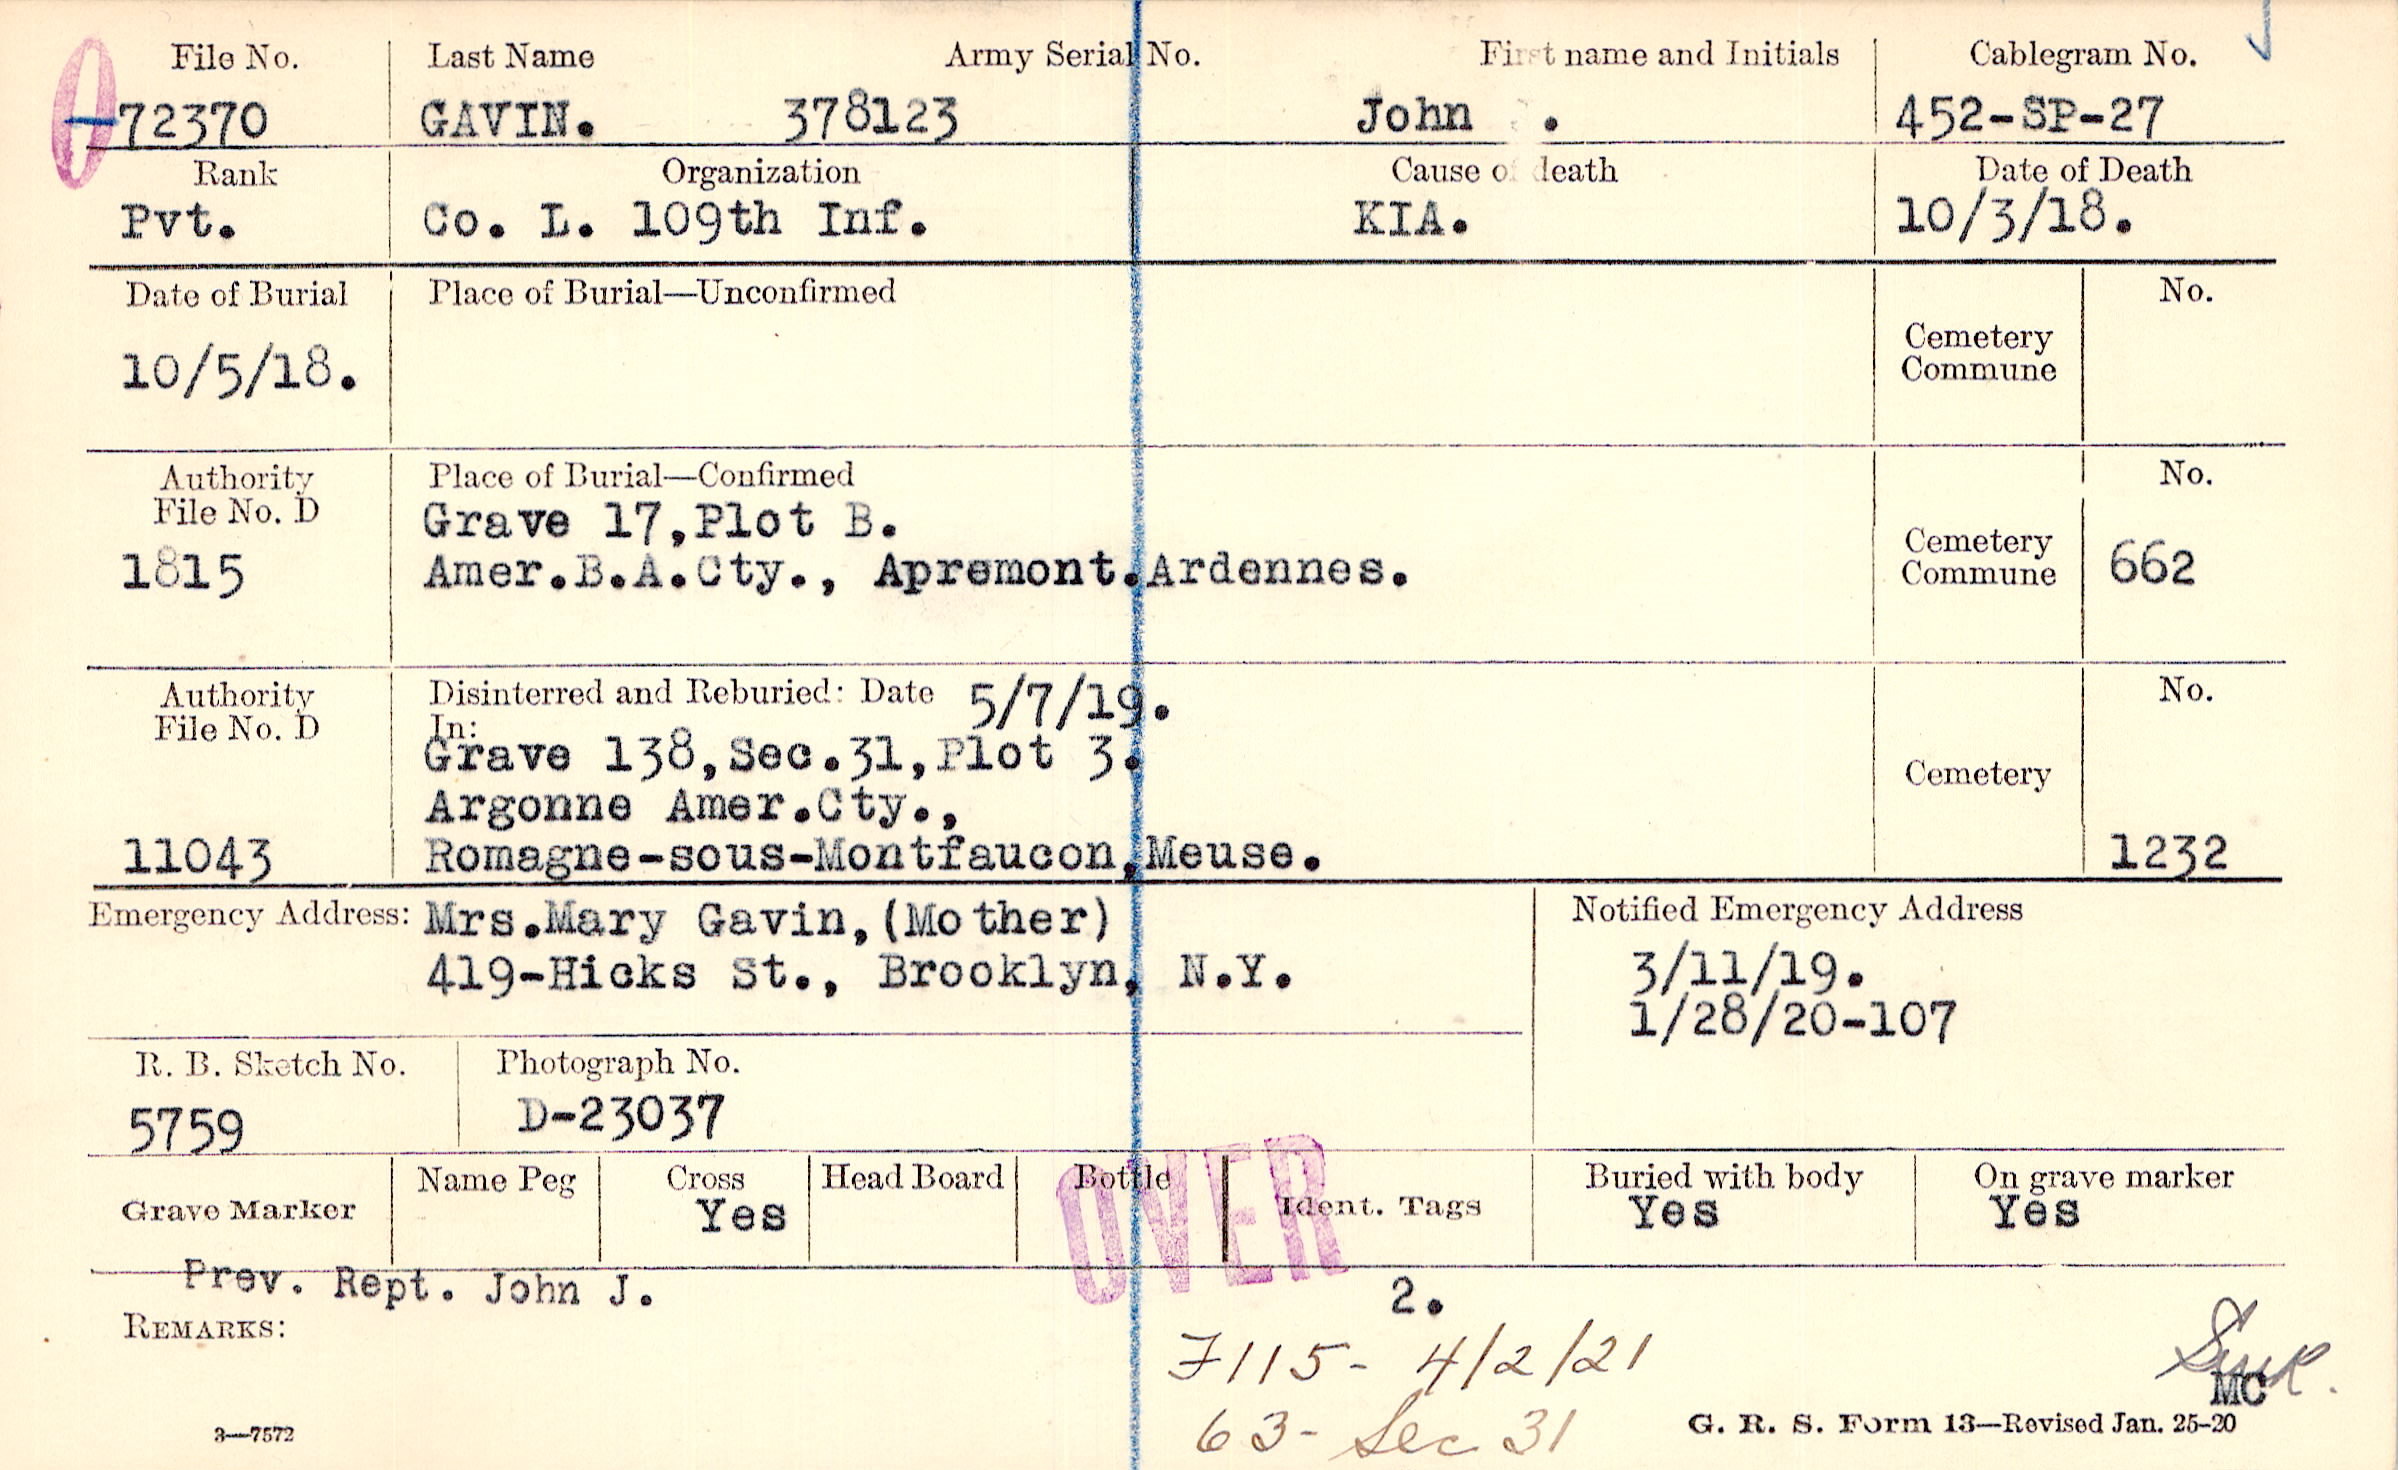 File No. Last Name Army Serial No. First name and Initials Cablegram No.
72370 GAVIN. 378123 John . 452-SP-27
Rank Organization Cause of death Date of Death
Pvt. Co. L. 109th Inf. KIA. 10/3/18.
Date of Burial Place of Burial—Unconfirmed No.
10/5/18. Cemetery
Commune
Authority Place of Burial—Confirmed No.
File No. D Grave 17,Plot B.
1815 Amer.B.A.Cty., Apremont.Ardennes. Cemetery
Commune 662
Authority Disinterred and Reburied: Date 5/7/19. No.
File No. D In:
Grave 138,Sec.31,Plot 3. Cemetery
Argonne Amer.Cty.,
11043 Romagne-sous-Montfaucon,Meuse. 1232
Emergency Address: Mrs.Mary Gavin,(Mother) Notified Emergency Address
419-Hicks St., Brooklyn, N.Y. 3/11/19.
1/28/20-107
R. B. Sketch No. Photograph No.
5759 D-23037
Grave Marker Name Peg Cross Head Board Bottle Ident. Tags Buried with body On grave marker
Yes Yes Yes
OVER
Prev. Rept. John J. 2.
REMARKS:
F115- 4/2/21
63- Sec 31
MC
3—7572 G. R. S. Form 13—Revised Jan. 25-20